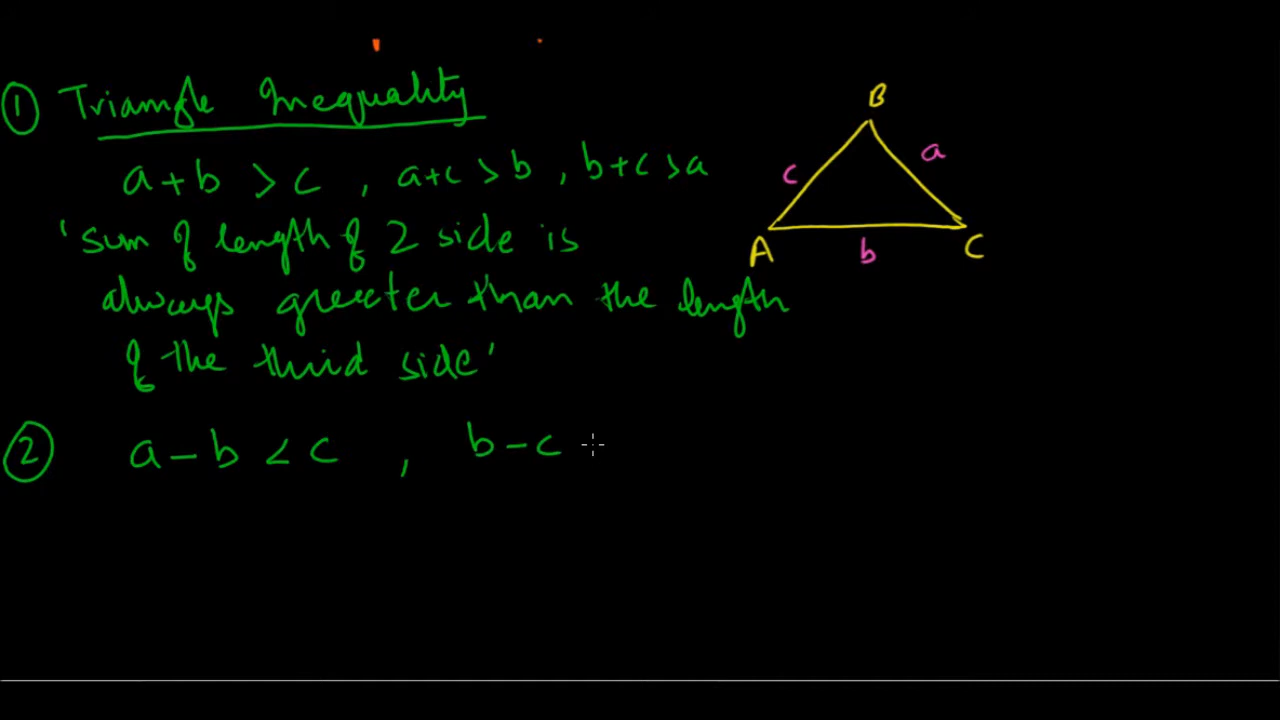 ① Triangle Inequality
a+b > c , a+c > b , b+c > a
'sum of length of 2 side is
always greater than the length
of the third side'
② a - b < c , b - c
B
c
a
A
b
C